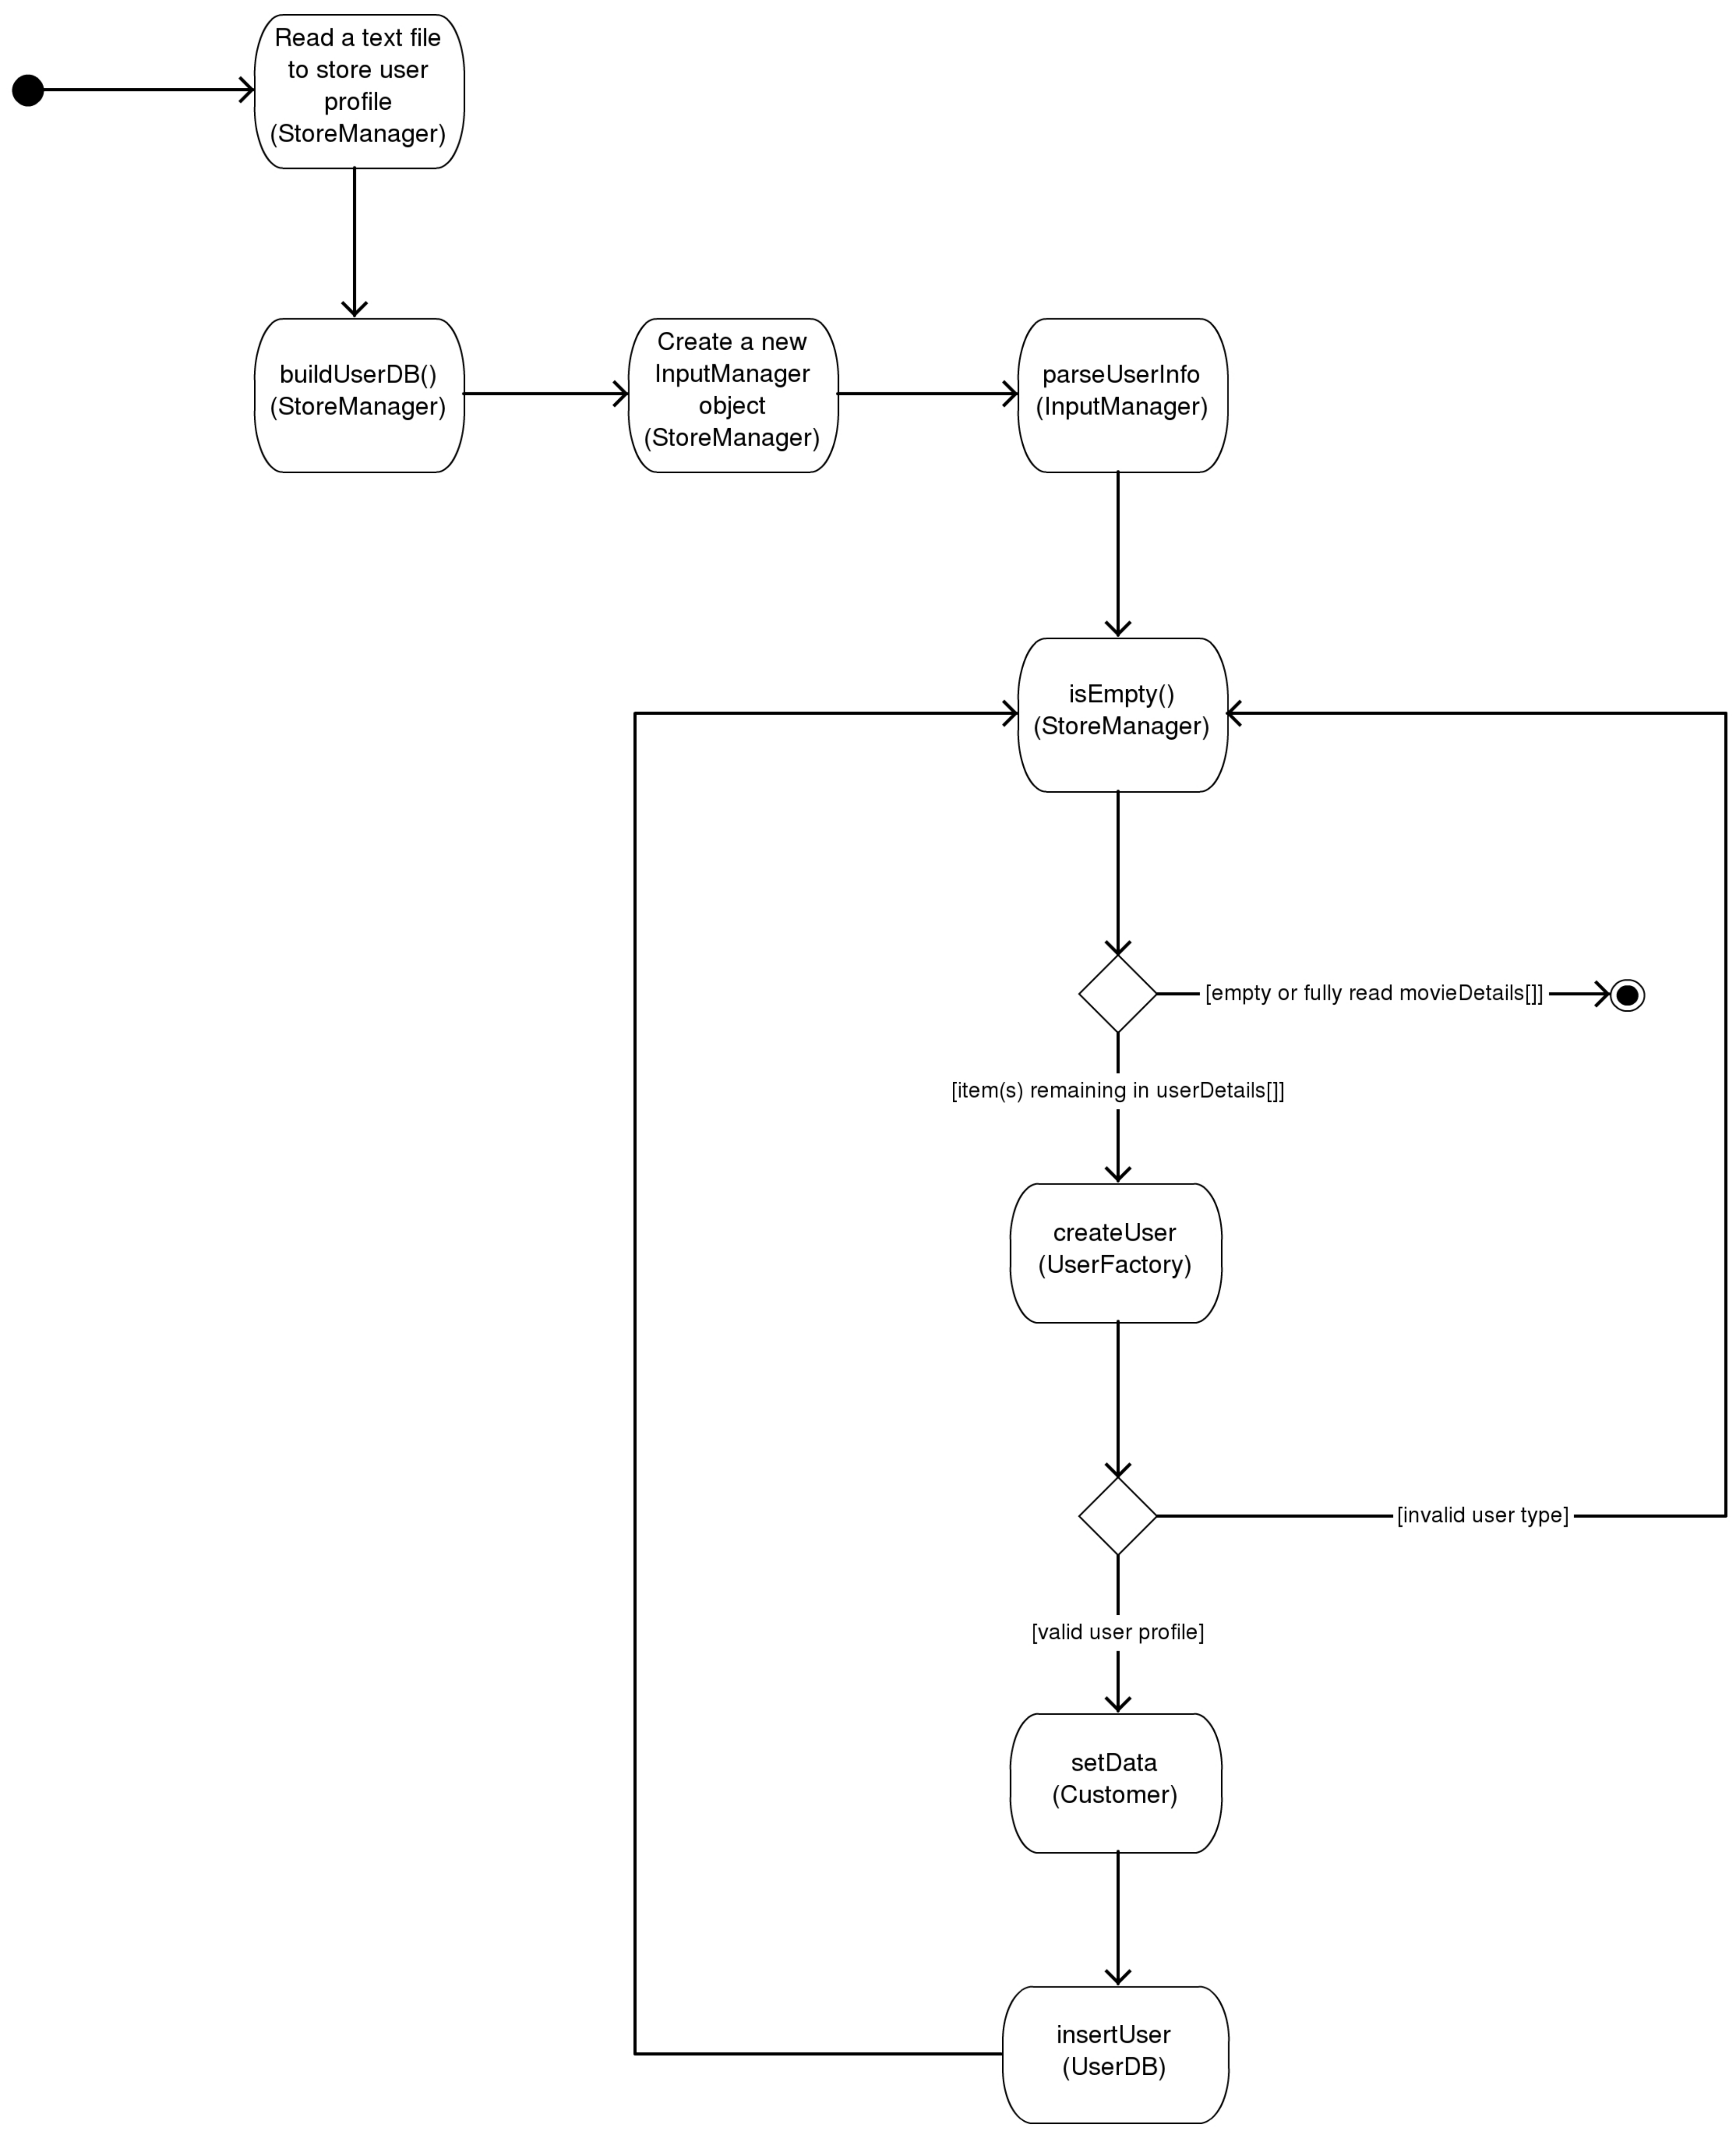 Read a text file
to store user
profile
(StoreManager)
buildUserDB()
(StoreManager)
Create a new
InputManager
object
(StoreManager)
parseUserInfo
(InputManager)
isEmpty()
(StoreManager)
[empty or fully read movieDetails[]]
[item(s) remaining in userDetails[]]
createUser
(UserFactory)
[invalid user type]
[valid user profile]
setData
(Customer)
insertUser
(UserDB)